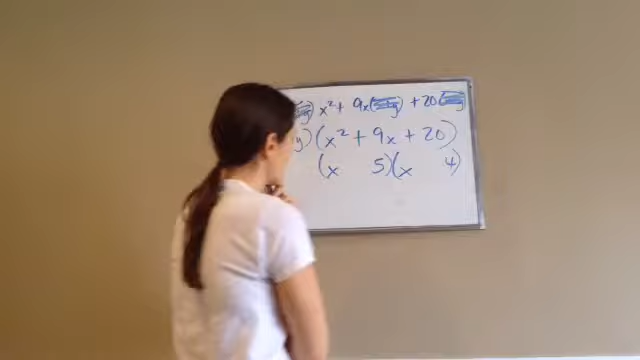 x² + 9x + 20
y)(x² + 9x + 20)
(x 5)(x 4)